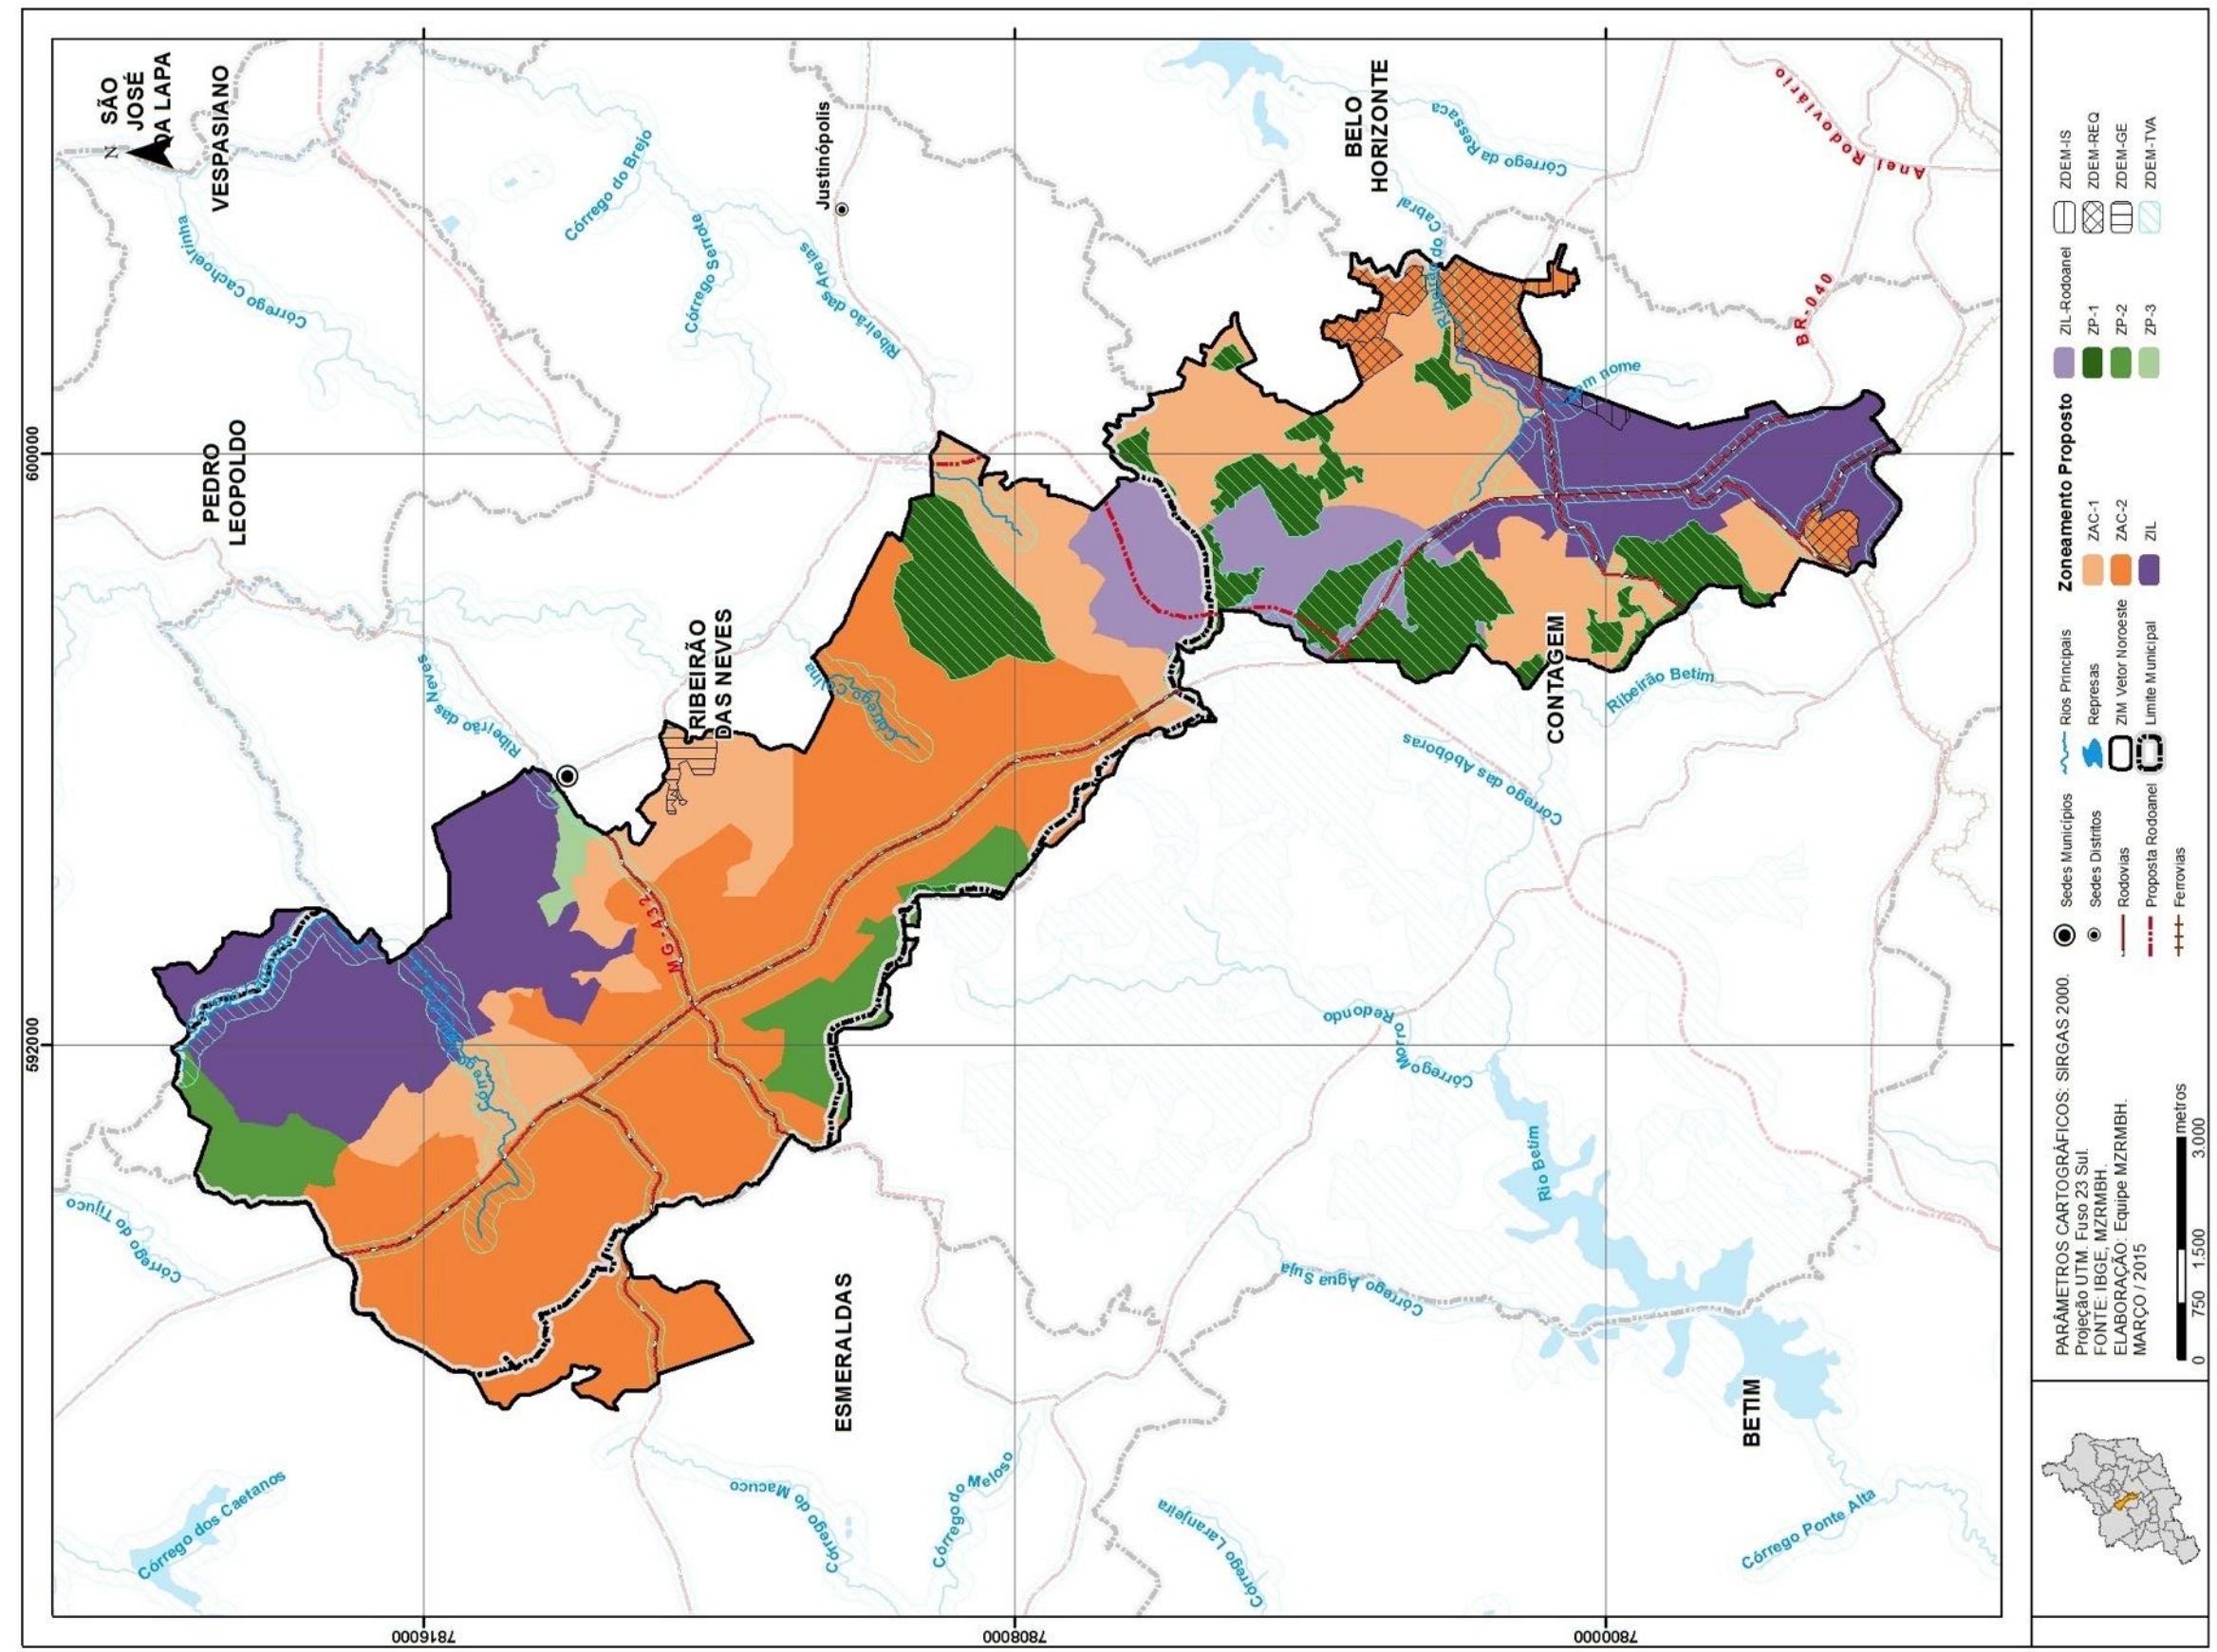 SÃO
JOSÉ
DA LAPA
N
VESPASIANO
Córrego Cachoeirinha
Córrego do Brejo
Justinópolis
Córrego Serrote
Ribeirão das Areias
PEDRO
LEOPOLDO
BELO
HORIZONTE
Córrego da Ressaca
Ribeirão do Cabral
Anel Rodoviário
BR-040
Sem nome
600000
592000
7816000
7808000
7800000
Ribeirão das Neves
RIBEIRÃO
DAS NEVES
Córrego Colina
MG-432
Córrego
CONTAGEM
Ribeirão Betim
Córrego das Abóboras
Córrego Morro Redondo
Rio Betim
Córrego Água Suja
Córrego do Tijuco
ESMERALDAS
BETIM
Córrego dos Caetanos
Córrego do Macuco
Córrego do Meloso
Córrego Laranjeira
Córrego Ponte Alta
PARÂMETROS CARTOGRÁFICOS: SIRGAS 2000.
Projeção UTM. Fuso 23 Sul.
FONTE: IBGE, MZRMBH.
ELABORAÇÃO: Equipe MZRMBH.
MARÇO / 2015
0 750 1.500 3.000
metros
Sedes Municípios
Sedes Distritos
Rodovias
Proposta Rodoanel
Ferrovias
Rios Principais
Represas
ZIM Vetor Noroeste
Limite Municipal
Zoneamento Proposto
ZAC-1
ZAC-2
ZIL
ZIL-Rodoanel
ZP-1
ZP-2
ZP-3
ZDEM-IS
ZDEM-REQ
ZDEM-GE
ZDEM-TVA